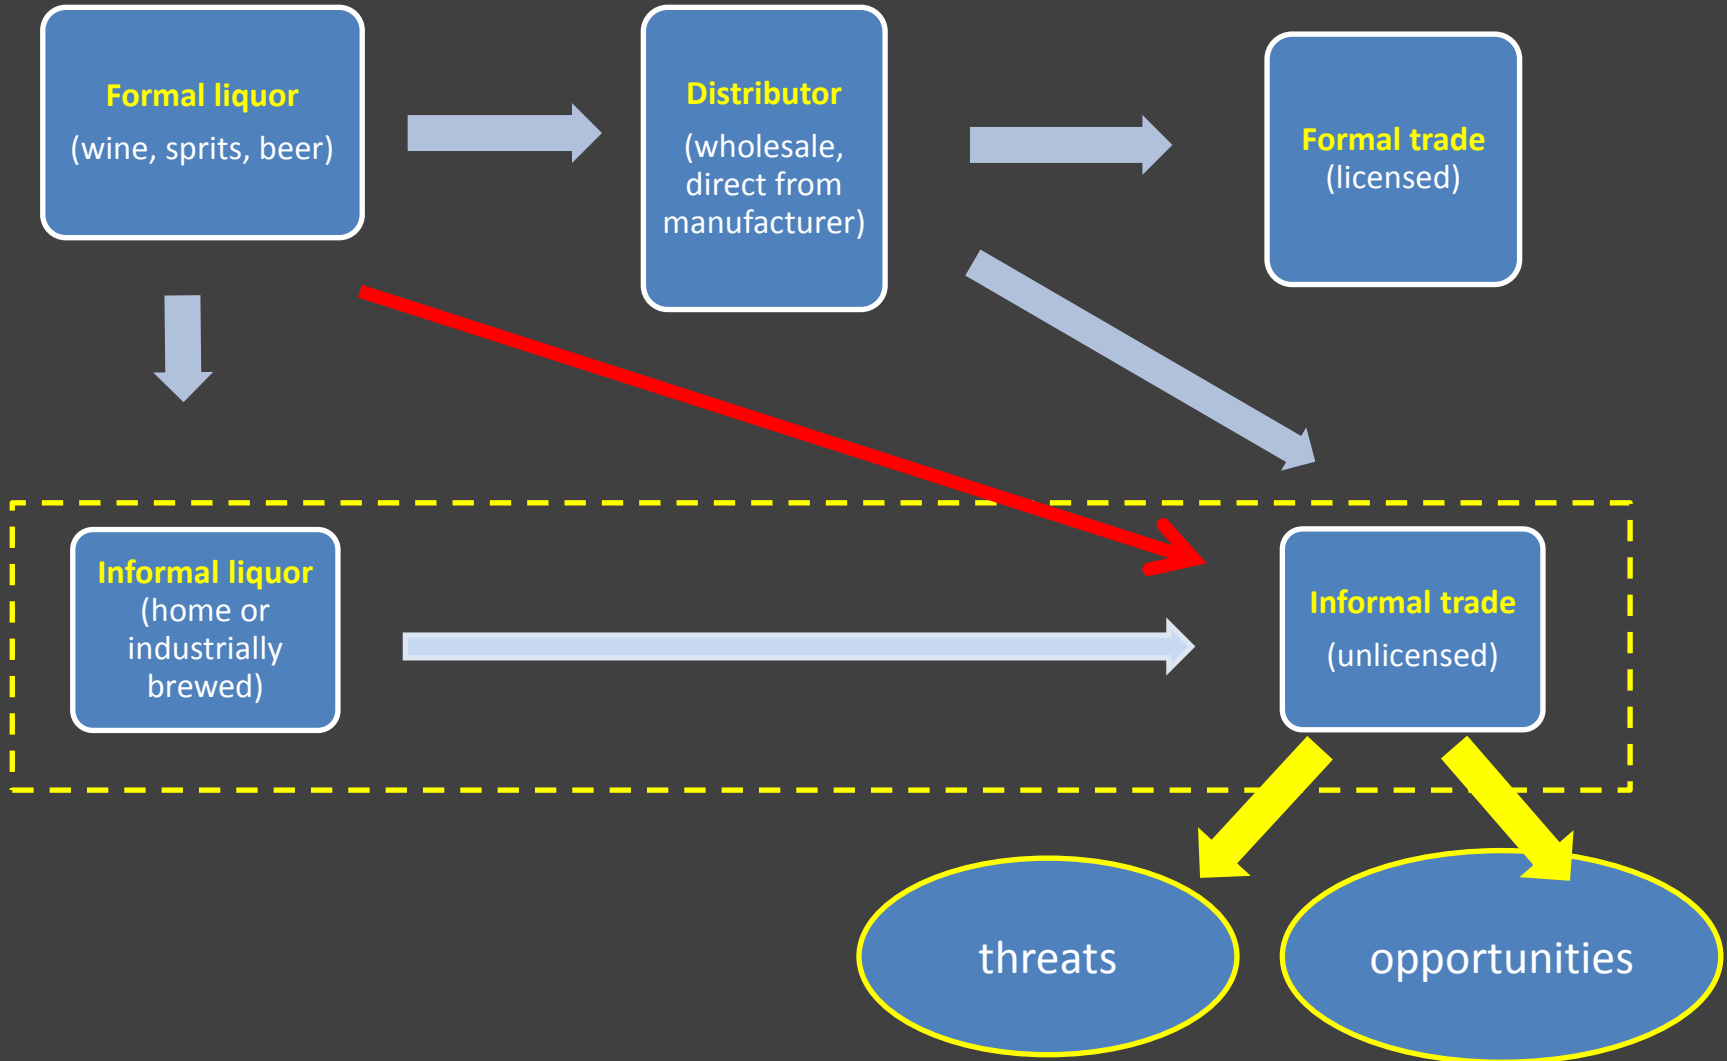 Formal liquor
(wine, sprits, beer)
Distributor
(wholesale,
direct from
manufacturer)
Formal trade
(licensed)
Informal liquor
(home or
industrially
brewed)
Informal trade
(unlicensed)
threats
opportunities